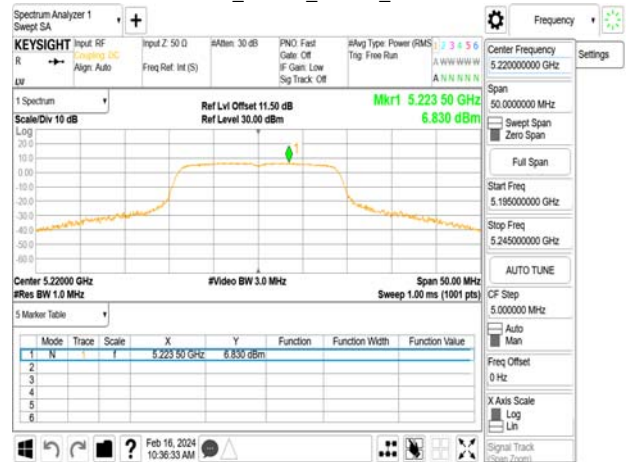 Spectrum Analyzer 1
Swept SA
Frequency
KEYSIGHT
R
Input: RF
Coupling: DC
Align: Auto
Input Z: 50 Ω
Freq Ref: Int (S)
#Atten: 30 dB
PNO: Fast
Gate: Off
IF Gain: Low
Sig Track: Off
#Avg Type: Power (RMS
Trig: Free Run
1 2 3 4 5 6
A W W W W W
A N N N N N
Center Frequency
5.220000000 GHz
Settings
Span
50.0000000 MHz
Swept Span
Zero Span
Full Span
Start Freq
5.195000000 GHz
Stop Freq
5.245000000 GHz
AUTO TUNE
CF Step
5.000000 MHz
Auto
Man
Freq Offset
0 Hz
X Axis Scale
Log
Lin
Signal Track
(Span Zoom)
1 Spectrum
Scale/Div 10 dB
Ref Lvl Offset 11.50 dB
Ref Level 30.00 dBm
Mkr1 5.223 50 GHz
6.830 dBm
Log
20.0
10.0
0.00
-10.0
-20.0
-30.0
-40.0
-50.0
-60.0
1
Center 5.22000 GHz
#Res BW 1.0 MHz
#Video BW 3.0 MHz
Span 50.00 MHz
Sweep 1.00 ms (1001 pts)
5 Marker Table
Mode Trace Scale X Y Function Function Width Function Value
1 N 1 f 5.223 50 GHz 6.830 dBm
2
3
4
5
6
Feb 16, 2024
10:36:33 AM